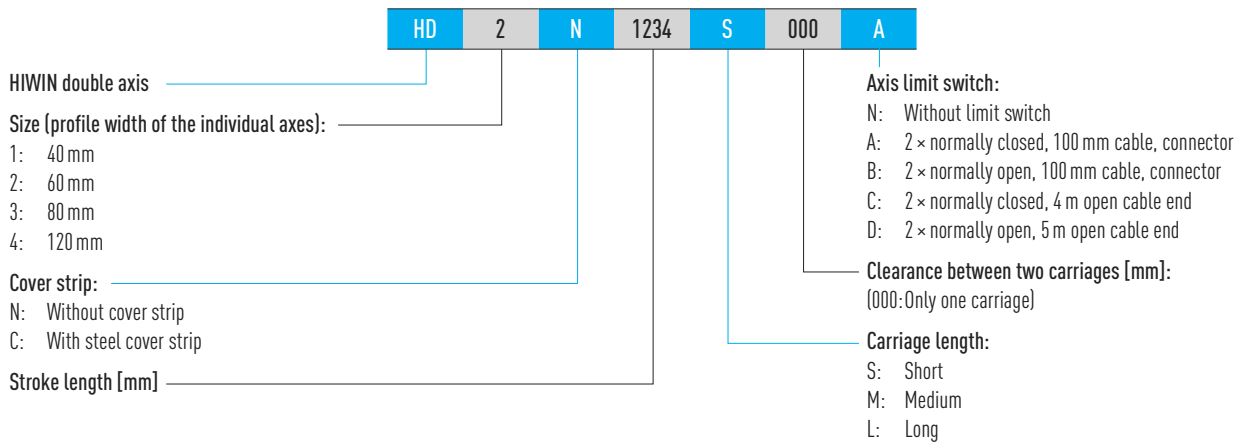 HD 2 N 1234 S 000 A
HIWIN double axis
Size (profile width of the individual axes):
1: 40 mm
2: 60 mm
3: 80 mm
4: 120 mm
Cover strip:
N: Without cover strip
C: With steel cover strip
Stroke length [mm]
Axis limit switch:
N: Without limit switch
A: 2 × normally closed, 100 mm cable, connector
B: 2 × normally open, 100 mm cable, connector
C: 2 × normally closed, 4 m open cable end
D: 2 × normally open, 5 m open cable end
Clearance between two carriages [mm]:
(000: Only one carriage)
Carriage length:
S: Short
M: Medium
L: Long